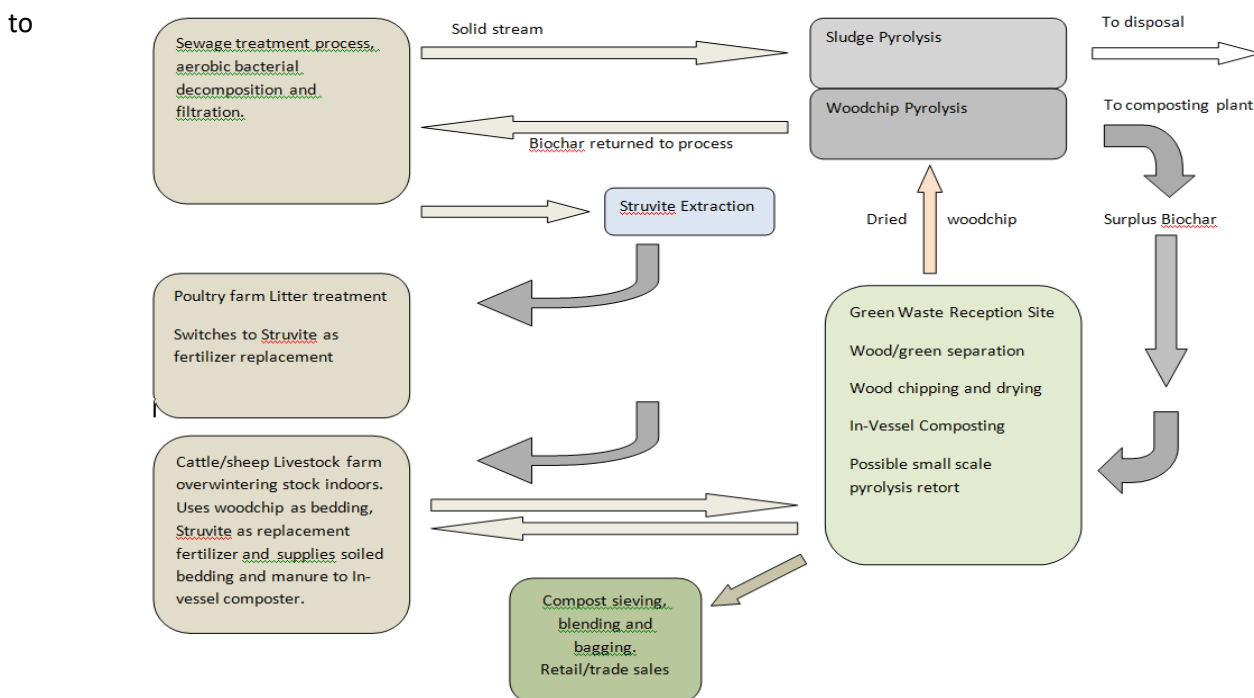 to
Sewage treatment process,
aerobic bacterial
decomposition and
filtration.
Solid stream
Sludge Pyrolysis
To disposal
Woodchip Pyrolysis
To composting plant
Biochar returned to process
Struvite Extraction
Dried woodchip
Surplus Biochar
Poultry farm Litter treatment
Switches to Struvite as
fertilizer replacement
Green Waste Reception Site
Wood/green separation
Wood chipping and drying
In-Vessel Composting
Possible small scale
pyrolysis retort
Cattle/sheep Livestock farm
overwintering stock indoors.
Uses woodchip as bedding,
Struvite as replacement
fertilizer and supplies soiled
bedding and manure to In-
vessel composter.
Compost sieving,
blending and
bagging.
Retail/trade sales